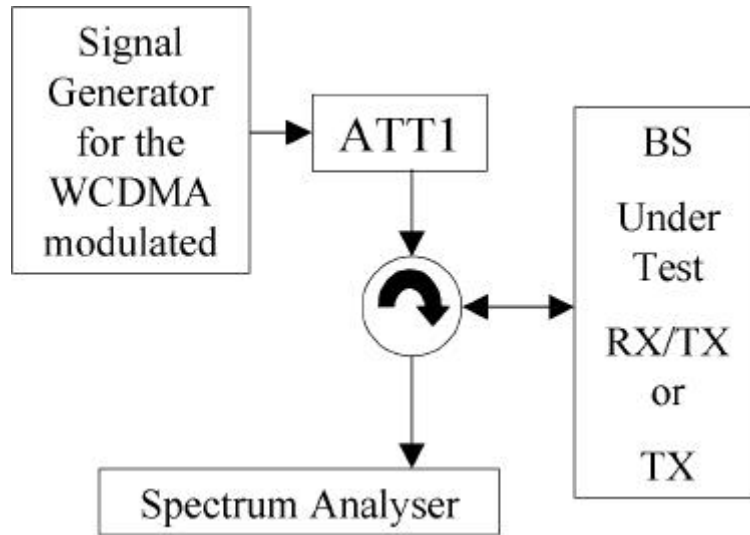 Signal
Generator
for the
WCDMA
modulated
ATT1
BS
Under
Test
RX/TX
or
TX
Spectrum Analyser